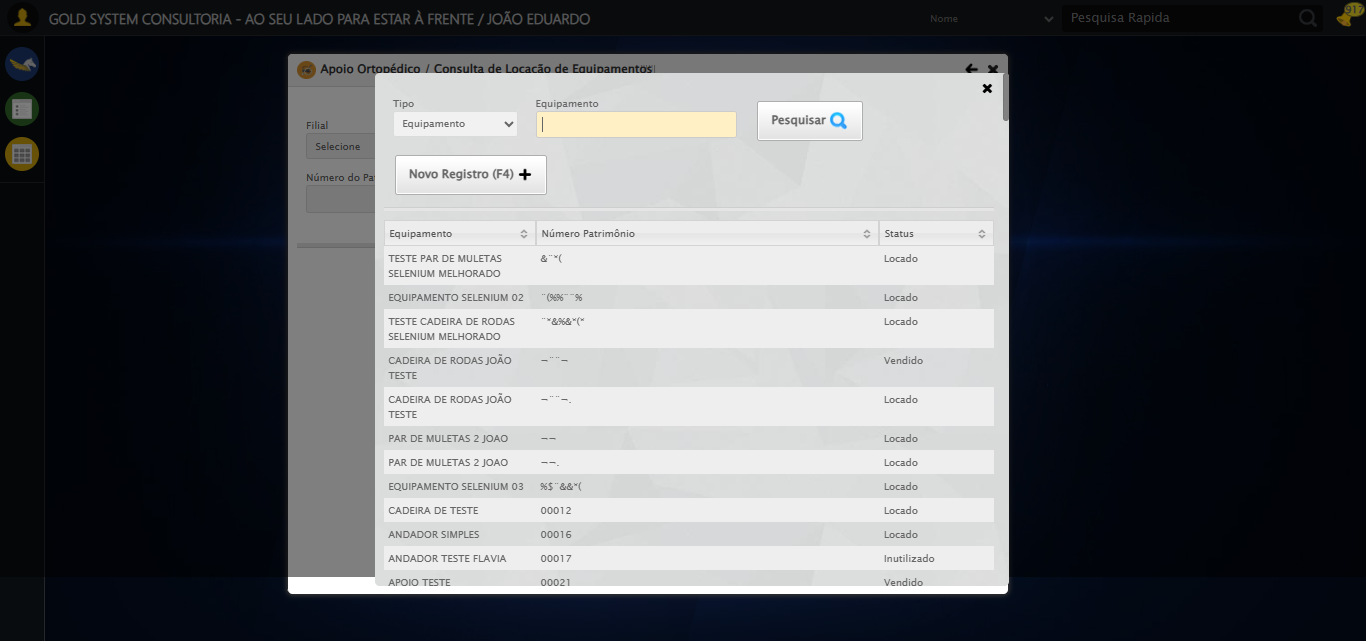 GOLD SYSTEM CONSULTORIA - AO SEU LADO PARA ESTAR À FRENTE / JOÃO EDUARDO
Nome
Pesquisa Rapida
917
Apoio Ortopédico / Consulta de Locação de Equipamentos
Filial
Selecione
Número do Pat
Tipo
Equipamento
Equipamento
Pesquisar
Novo Registro (F4)
Equipamento Número Patrimônio Status
TESTE PAR DE MULETAS &¨*( Locado
SELENIUM MELHORADO
EQUIPAMENTO SELENIUM 02 ¨(%%¨¨% Locado
TESTE CADEIRA DE RODAS ¨*&%&*(* Locado
SELENIUM MELHORADO
CADEIRA DE RODAS JOÃO ¬¨¨¬ Vendido
TESTE
CADEIRA DE RODAS JOÃO ¬¨¨¬. Locado
TESTE
PAR DE MULETAS 2 JOAO ¬¬ Locado
PAR DE MULETAS 2 JOAO ¬¬. Locado
EQUIPAMENTO SELENIUM 03 %$¨&&*( Locado
CADEIRA DE TESTE 00012 Locado
ANDADOR SIMPLES 00016 Locado
ANDADOR TESTE FLAVIA 00017 Inutilizado
APOIO TESTE 00021 Vendido